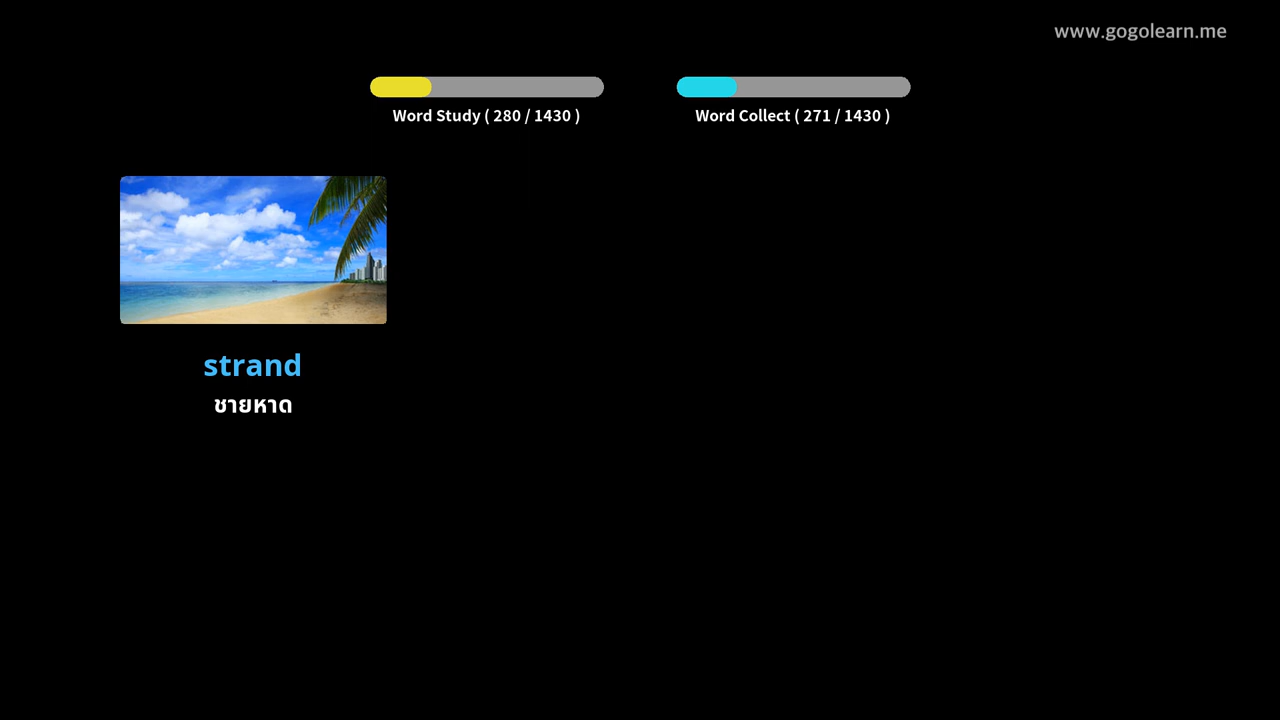 www.gogolearn.me
Word Study ( 280 / 1430 )
Word Collect ( 271 / 1430 )
strand
ชายหาด